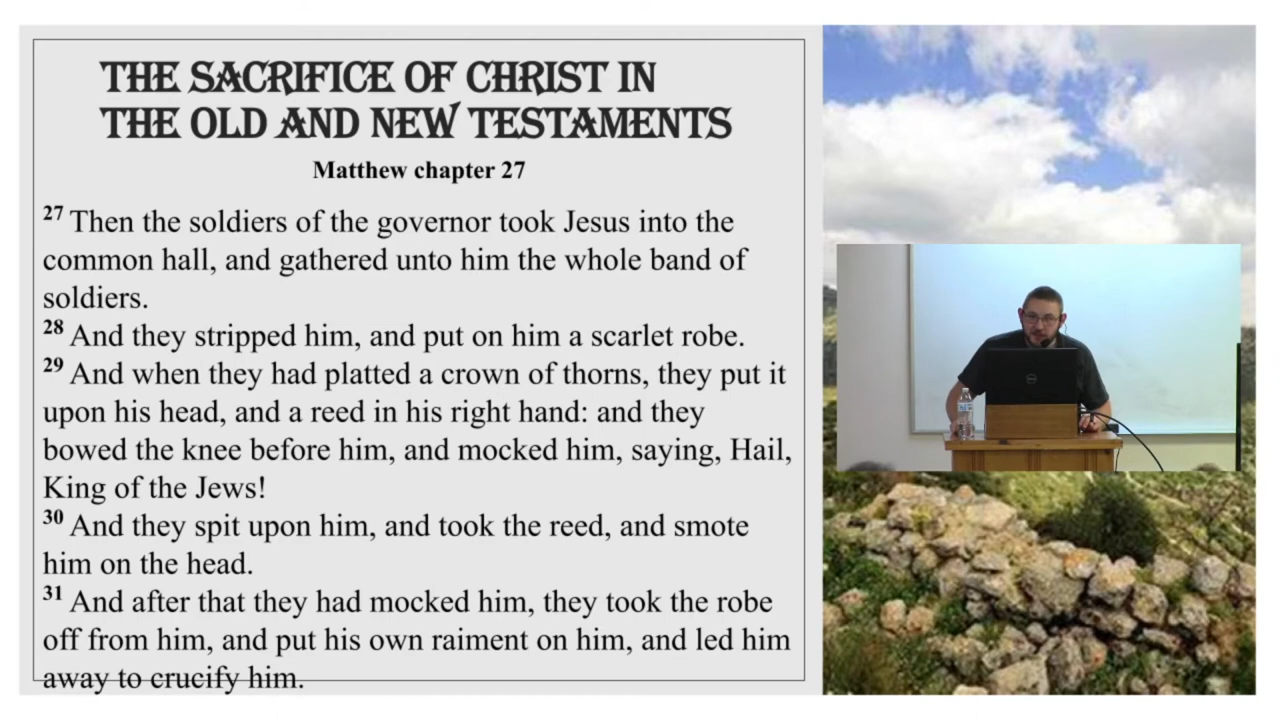 THE SACRIFICE OF CHRIST IN
THE OLD AND NEW TESTAMENTS
Matthew chapter 27
27 Then the soldiers of the governor took Jesus into the
common hall, and gathered unto him the whole band of
soldiers.
28 And they stripped him, and put on him a scarlet robe.
29 And when they had platted a crown of thorns, they put it
upon his head, and a reed in his right hand: and they
bowed the knee before him, and mocked him, saying, Hail,
King of the Jews!
30 And they spit upon him, and took the reed, and smote
him on the head.
31 And after that they had mocked him, they took the robe
off from him, and put his own raiment on him, and led him
away to crucify him.